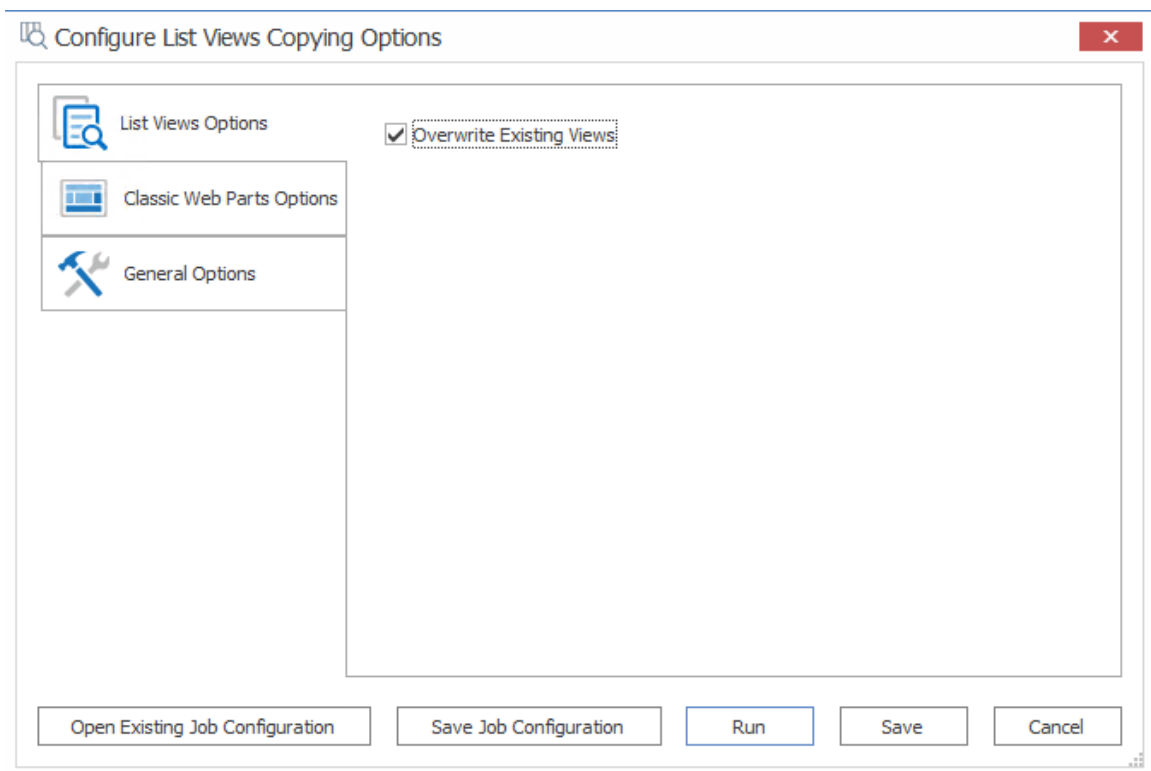 Configure List Views Copying Options
List Views Options
Overwrite Existing Views
Classic Web Parts Options
General Options
Open Existing Job Configuration
Save Job Configuration
Run
Save
Cancel